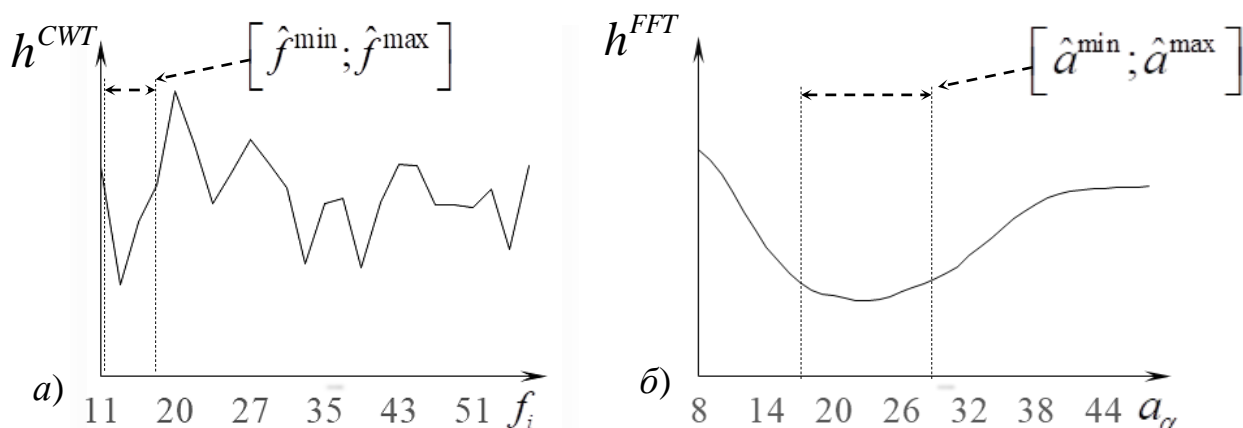 h^CWT
[f̂^min; f̂^max]
а)
11 20 27 35 43 51 f_i
h^FFT
[â^min; â^max]
б)
8 14 20 26 32 38 44 a_α